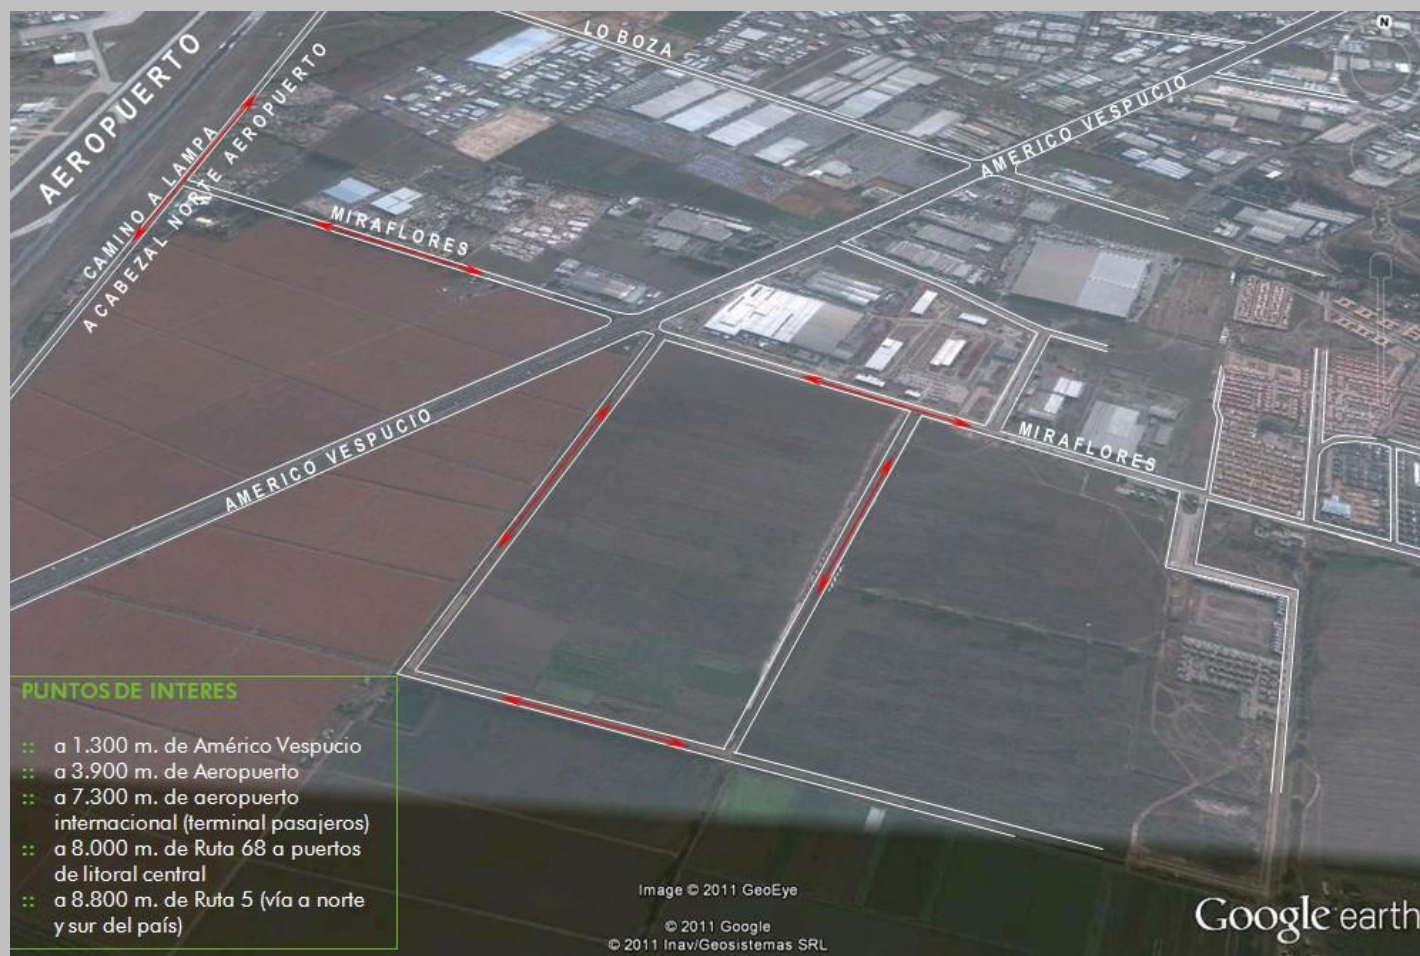 AEROPUERTO
CAMINO A LAMPA
A CABEZAL NORTE AEROPUERTO
LO BOZA
AMERICO VESPUCIO
N
MIRAFLORES
AMERICO VESPUCIO
MIRAFLORES
PUNTOS DE INTERES
:: a 1.300 m. de Américo Vespucio
:: a 3.900 m. de Aeropuerto
:: a 7.300 m. de aeropuerto
internacional (terminal pasajeros)
:: a 8.000 m. de Ruta 68 a puertos
de litoral central
:: a 8.800 m. de Ruta 5 (vía a norte
y sur del país)
Image © 2011 GeoEye
© 2011 Google
© 2011 Inav/Geosistemas SRL
Google earth